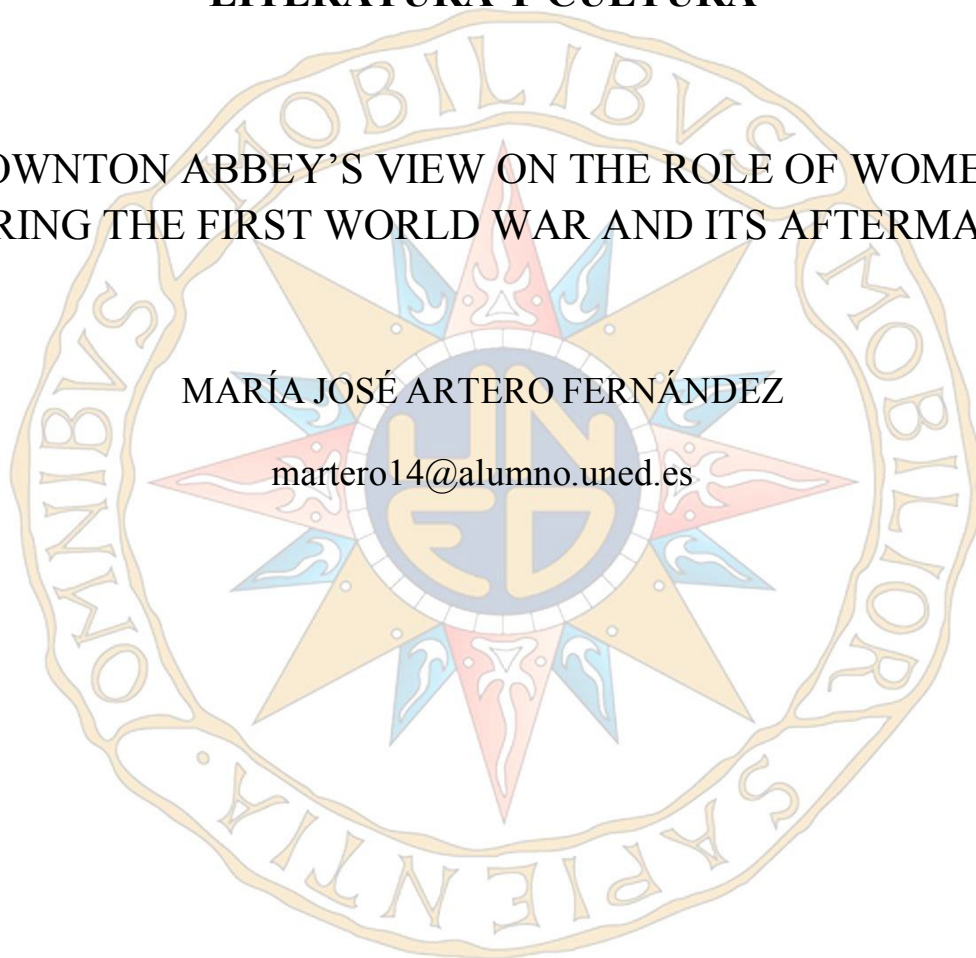 LITERATURA Y CULTURA
OWNTON ABBEY’S VIEW ON THE ROLE OF WOME
RING THE FIRST WORLD WAR AND ITS AFTERMA
MARÍA JOSÉ ARTERO FERNÁNDEZ
martero14@alumno.uned.es
OMNIBVS MOBILIBVS MOBILIOR SAPIENTIA
UNED